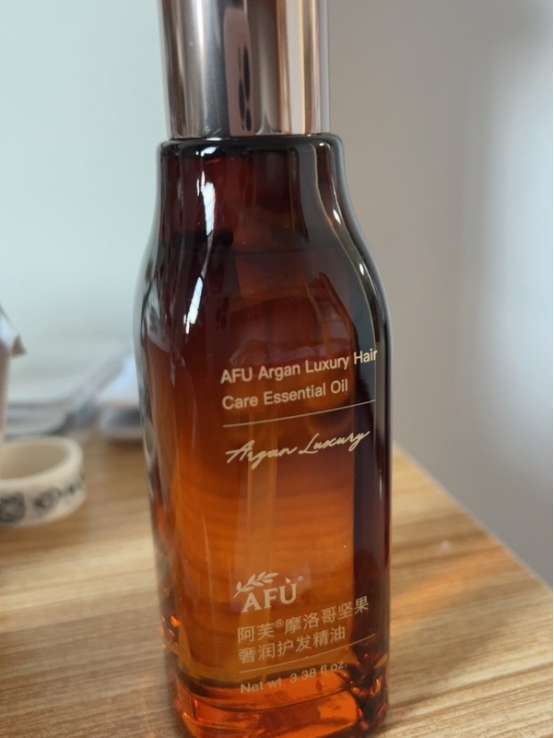 AFU Argan Luxury Hair
Care Essential Oil
Argan Luxury
AFÙ
阿芙®摩洛哥坚果
奢润护发精油
Net wt. 3.38 fl.oz.